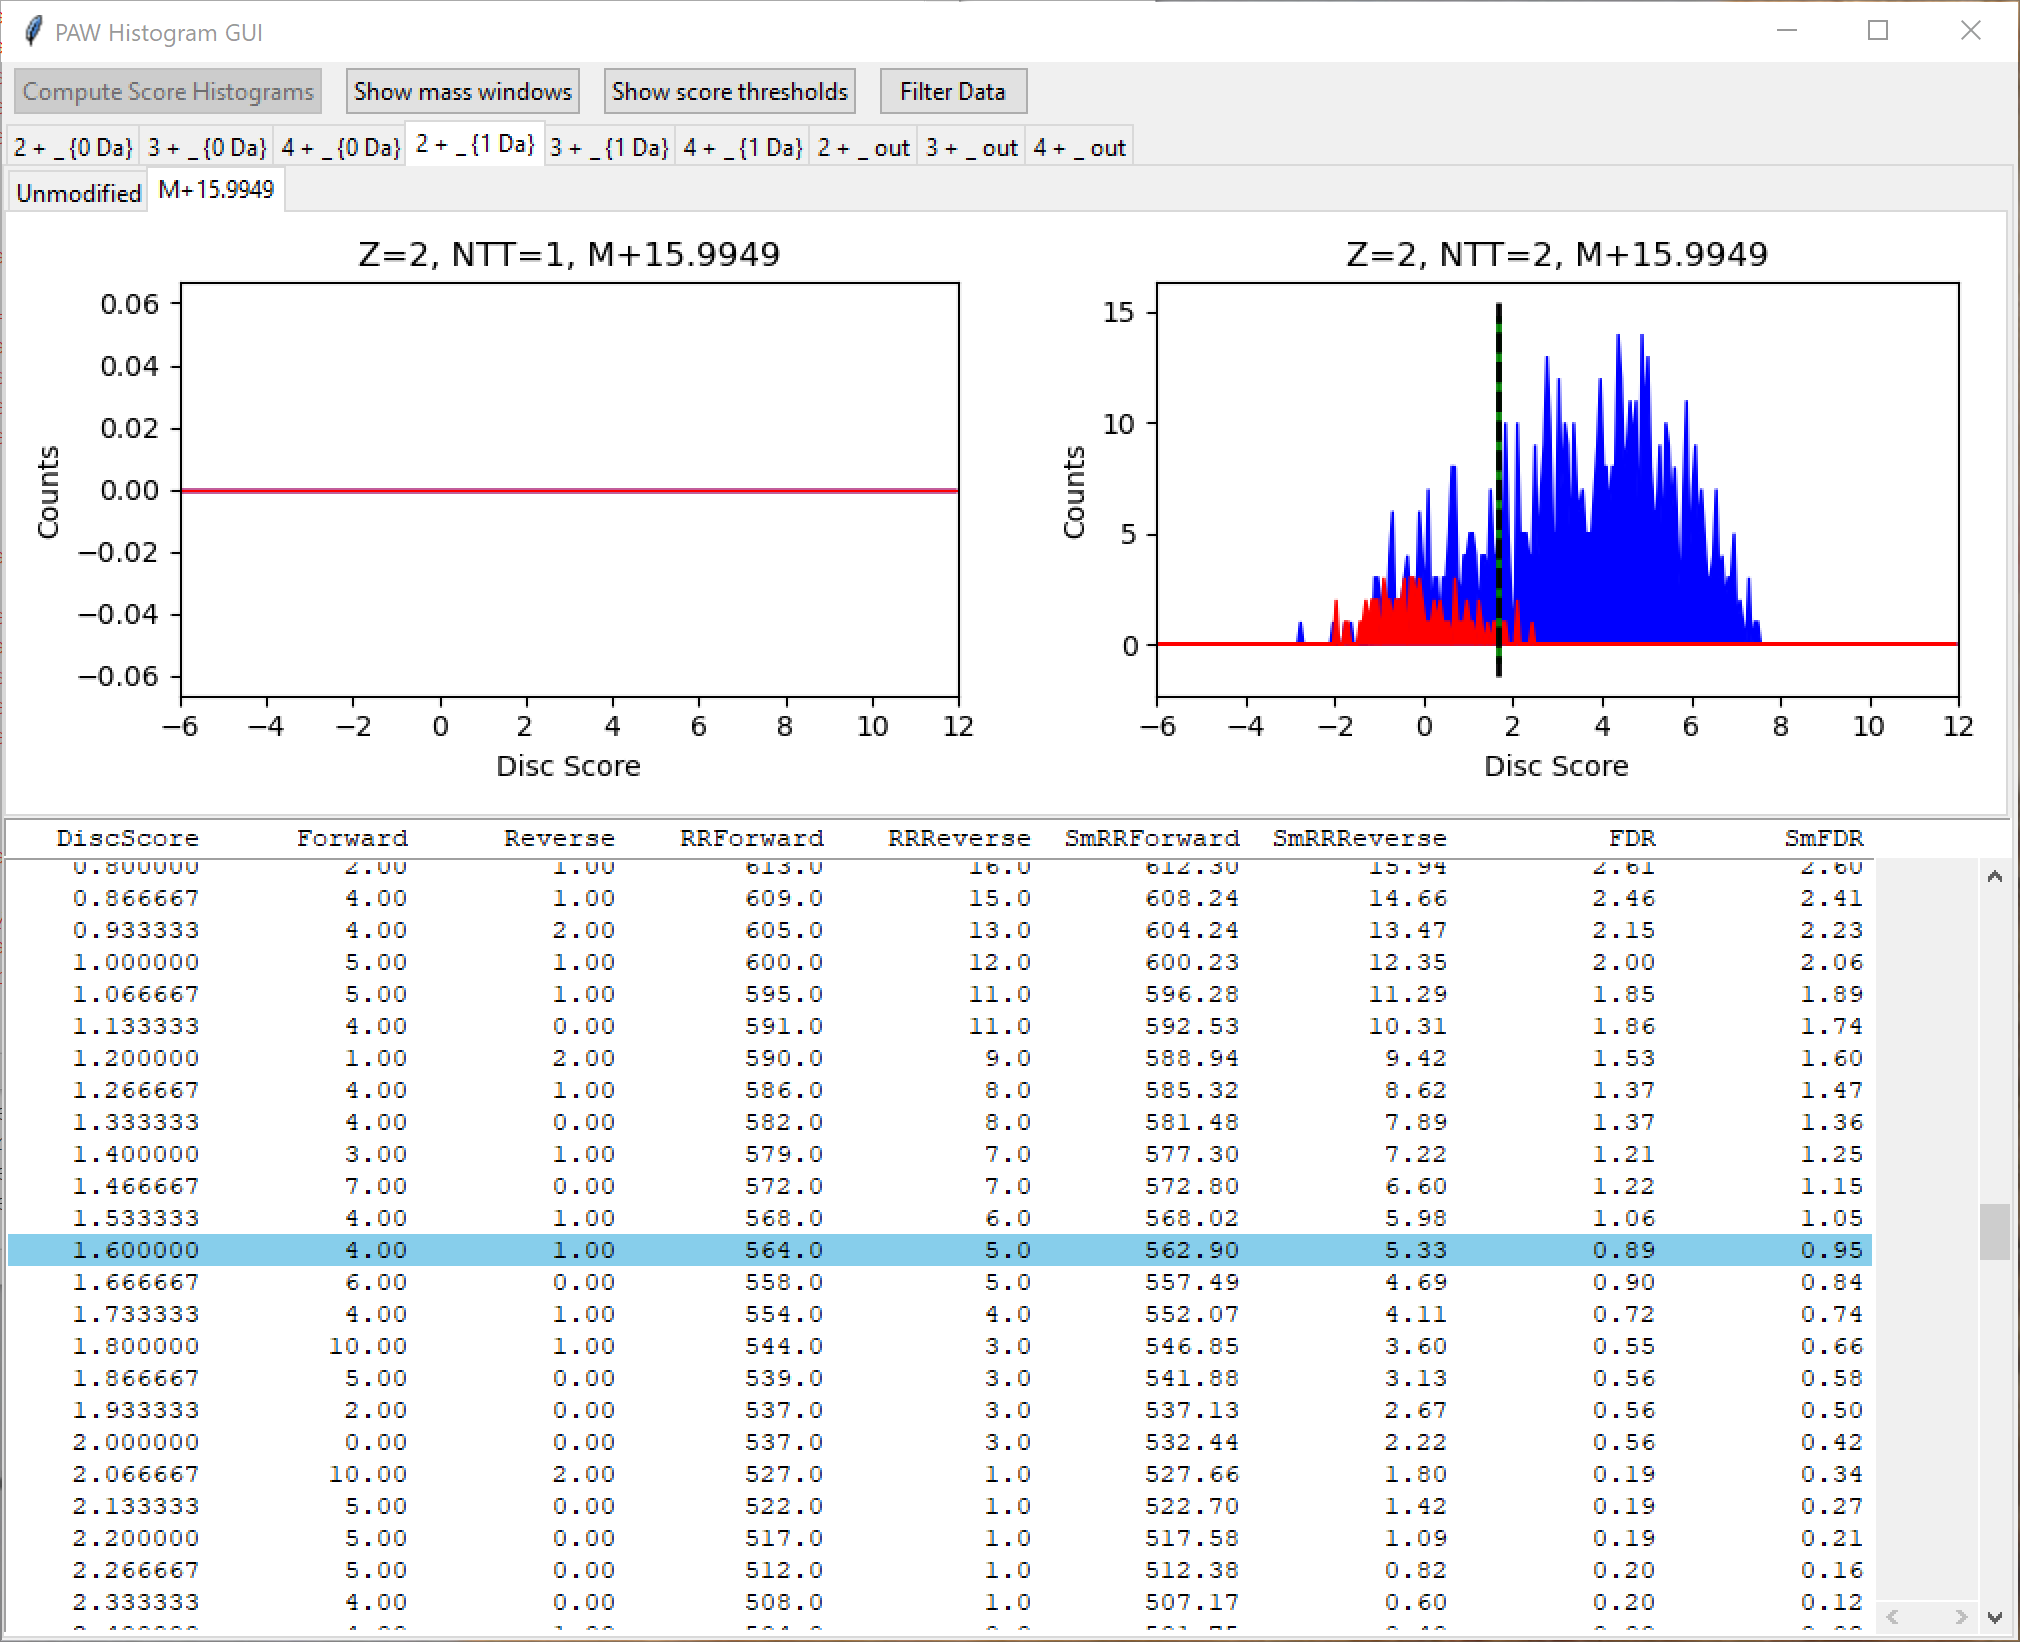 PAW Histogram GUI
Compute Score Histograms Show mass windows Show score thresholds Filter Data
2 + _ {0 Da} 3 + _ {0 Da} 4 + _ {0 Da} 2 + _ {1 Da} 3 + _ {1 Da} 4 + _ {1 Da} 2 + _ out 3 + _ out 4 + _ out
Unmodified M+15.9949
Z=2, NTT=1, M+15.9949
0.06
0.04
0.02
0.00
−0.02
−0.04
−0.06
Counts
−6 −4 −2 0 2 4 6 8 10 12
Disc Score
Z=2, NTT=2, M+15.9949
15
10
5
0
Counts
−6 −4 −2 0 2 4 6 8 10 12
Disc Score
DiscScore Forward Reverse RRForward RRReverse SmRRForward SmRRReverse FDR SmFDR
0.800000 2.00 1.00 613.0 16.0 612.30 15.94 2.61 2.60
0.866667 4.00 1.00 609.0 15.0 608.24 14.66 2.46 2.41
0.933333 4.00 2.00 605.0 13.0 604.24 13.47 2.15 2.23
1.000000 5.00 1.00 600.0 12.0 600.23 12.35 2.00 2.06
1.066667 5.00 1.00 595.0 11.0 596.28 11.29 1.85 1.89
1.133333 4.00 0.00 591.0 11.0 592.53 10.31 1.86 1.74
1.200000 1.00 2.00 590.0 9.0 588.94 9.42 1.53 1.60
1.266667 4.00 1.00 586.0 8.0 585.32 8.62 1.37 1.47
1.333333 4.00 0.00 582.0 8.0 581.48 7.89 1.37 1.36
1.400000 3.00 1.00 579.0 7.0 577.30 7.22 1.21 1.25
1.466667 7.00 0.00 572.0 7.0 572.80 6.60 1.22 1.15
1.533333 4.00 1.00 568.0 6.0 568.02 5.98 1.06 1.05
1.600000 4.00 1.00 564.0 5.0 562.90 5.33 0.89 0.95
1.666667 6.00 0.00 558.0 5.0 557.49 4.69 0.90 0.84
1.733333 4.00 1.00 554.0 4.0 552.07 4.11 0.72 0.74
1.800000 10.00 1.00 544.0 3.0 546.85 3.60 0.55 0.66
1.866667 5.00 0.00 539.0 3.0 541.88 3.13 0.56 0.58
1.933333 2.00 0.00 537.0 3.0 537.13 2.67 0.56 0.50
2.000000 0.00 0.00 537.0 3.0 532.44 2.22 0.56 0.42
2.066667 10.00 2.00 527.0 1.0 527.66 1.80 0.19 0.34
2.133333 5.00 0.00 522.0 1.0 522.70 1.42 0.19 0.27
2.200000 5.00 0.00 517.0 1.0 517.58 1.09 0.19 0.21
2.266667 5.00 0.00 512.0 1.0 512.38 0.82 0.20 0.16
2.333333 4.00 0.00 508.0 1.0 507.17 0.60 0.20 0.12